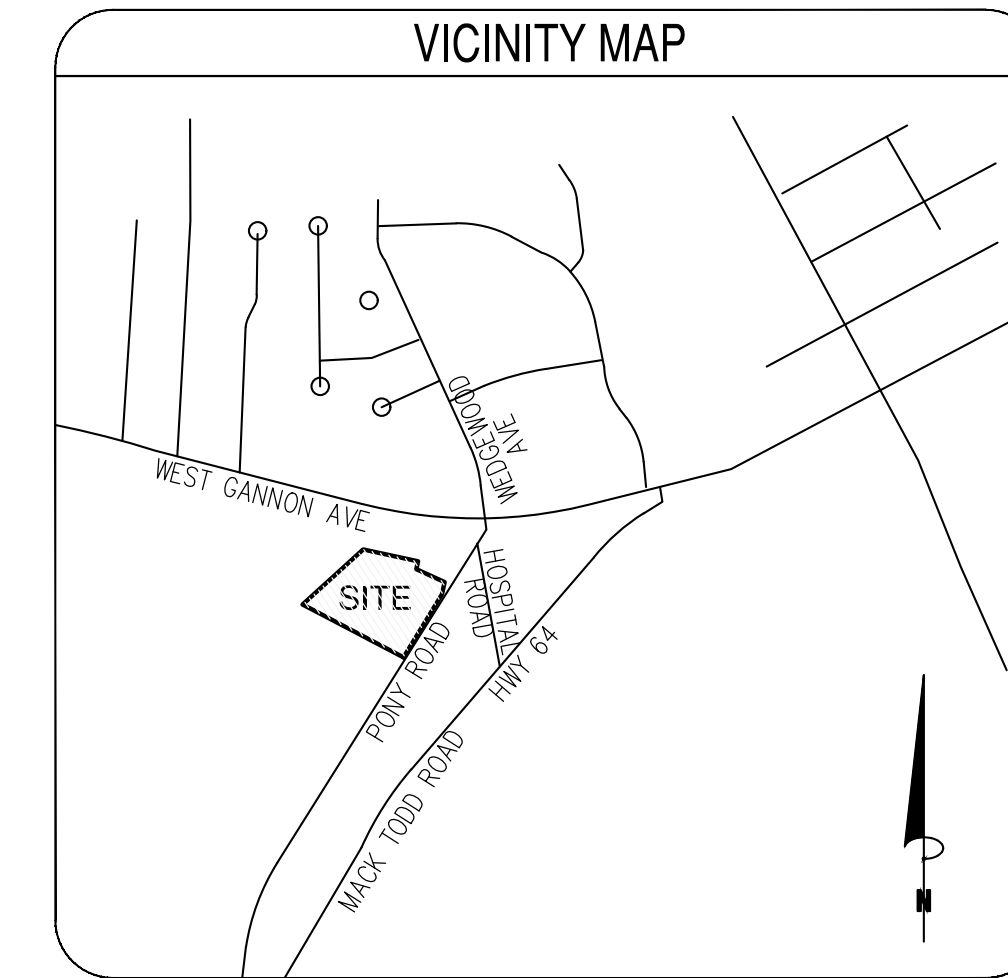 VICINITY MAP
WEDGEWOOD
AVE
WEST GANNON AVE
HOSPITAL
ROAD
SITE
PONY ROAD
HWY 64
MACK TODD ROAD
N